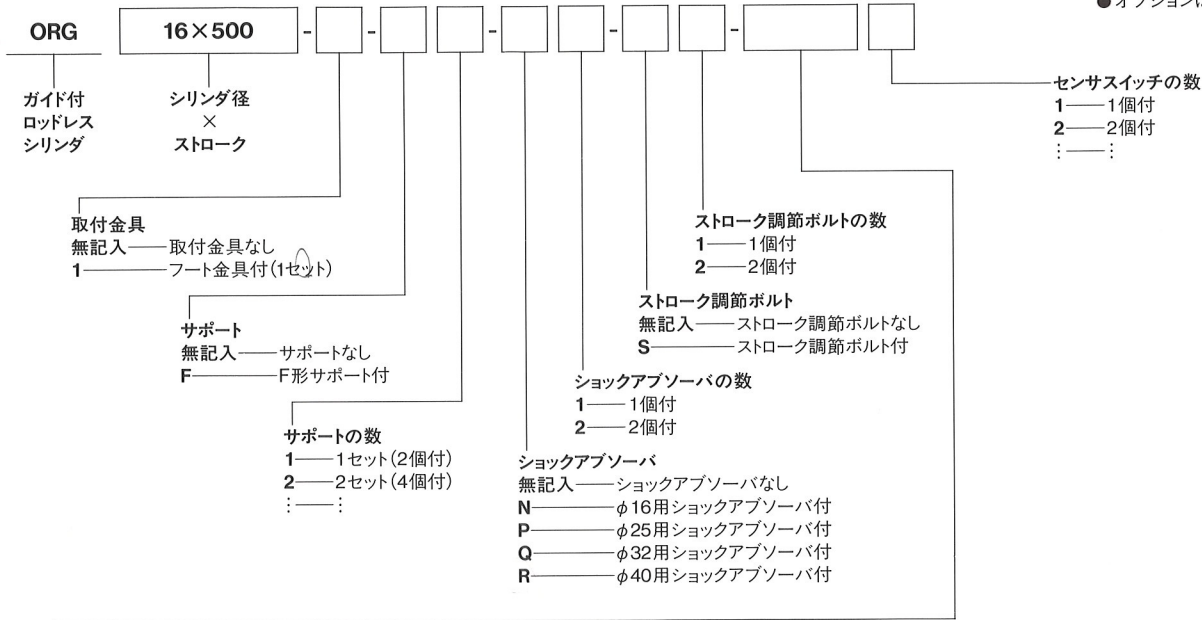 ●オプションは
ORG 16×500 - - - - -
ガイド付
ロッドレス
シリンダ
シリンダ径
×
ストローク
センサスイッチの数
1――1個付
2――2個付
⋮――⋮
取付金具
無記入――取付金具なし
1――フート金具付(1セット)
サポート
無記入――サポートなし
F――F形サポート付
サポートの数
1――1セット(2個付)
2――2セット(4個付)
⋮――⋮
ショックアブソーバ
無記入――ショックアブソーバなし
N――φ16用ショックアブソーバ付
P――φ25用ショックアブソーバ付
Q――φ32用ショックアブソーバ付
R――φ40用ショックアブソーバ付
ショックアブソーバの数
1――1個付
2――2個付
ストローク調節ボルト
無記入――ストローク調節ボルトなし
S――ストローク調節ボルト付
ストローク調節ボルトの数
1――1個付
2――2個付